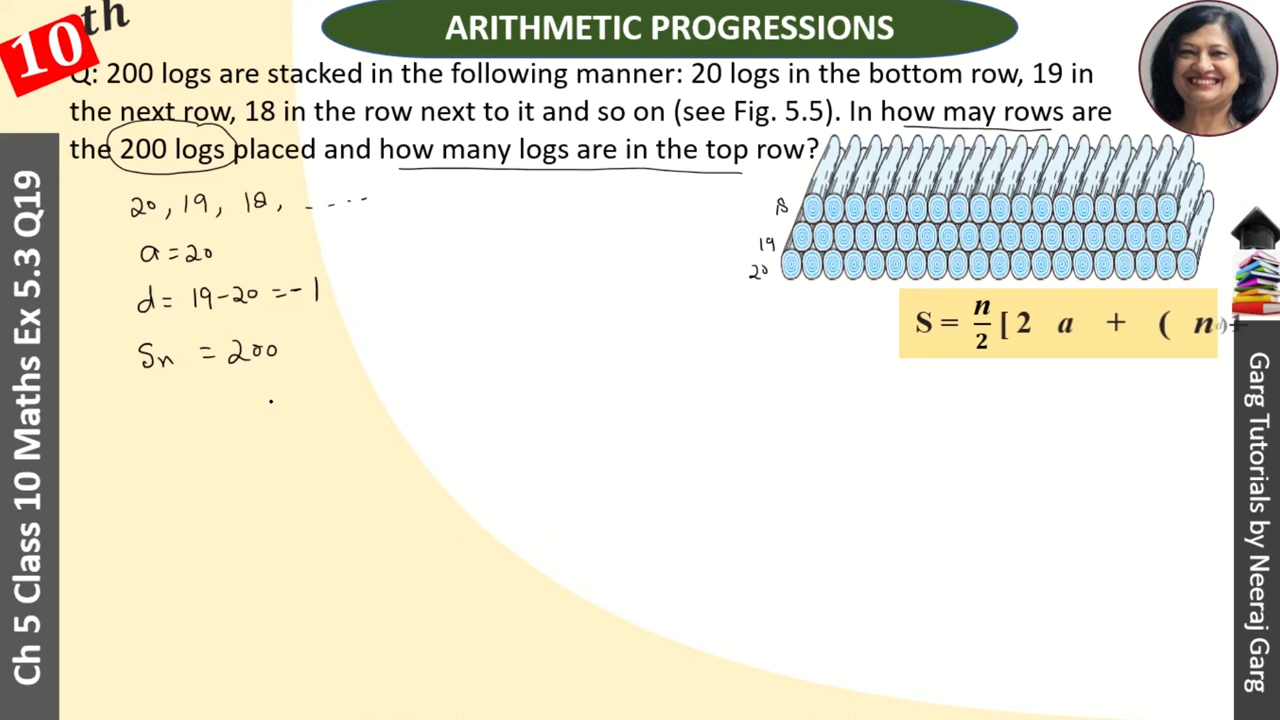 10
th
ARITHMETIC PROGRESSIONS
Q: 200 logs are stacked in the following manner: 20 logs in the bottom row, 19 in
the next row, 18 in the row next to it and so on (see Fig. 5.5). In how may rows are
the 200 logs placed and how many logs are in the top row?
20, 19, 18, - - - -
a = 20
d = 19-20 = -1
Sn = 200
18
19
20
S = n/2 [ 2 a + ( n
Ch 5 Class 10 Maths Ex 5.3 Q19
Garg Tutorials by Neeraj Garg